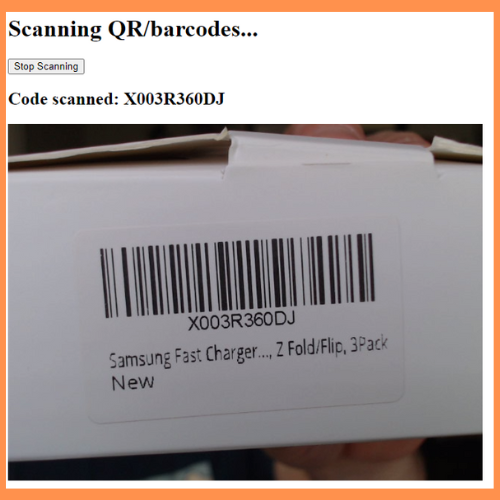 Scanning QR/barcodes...
Stop Scanning
Code scanned: X003R360DJ
X003R360DJ
Samsung Fast Charger..., Z Fold/Flip, 3Pack
New